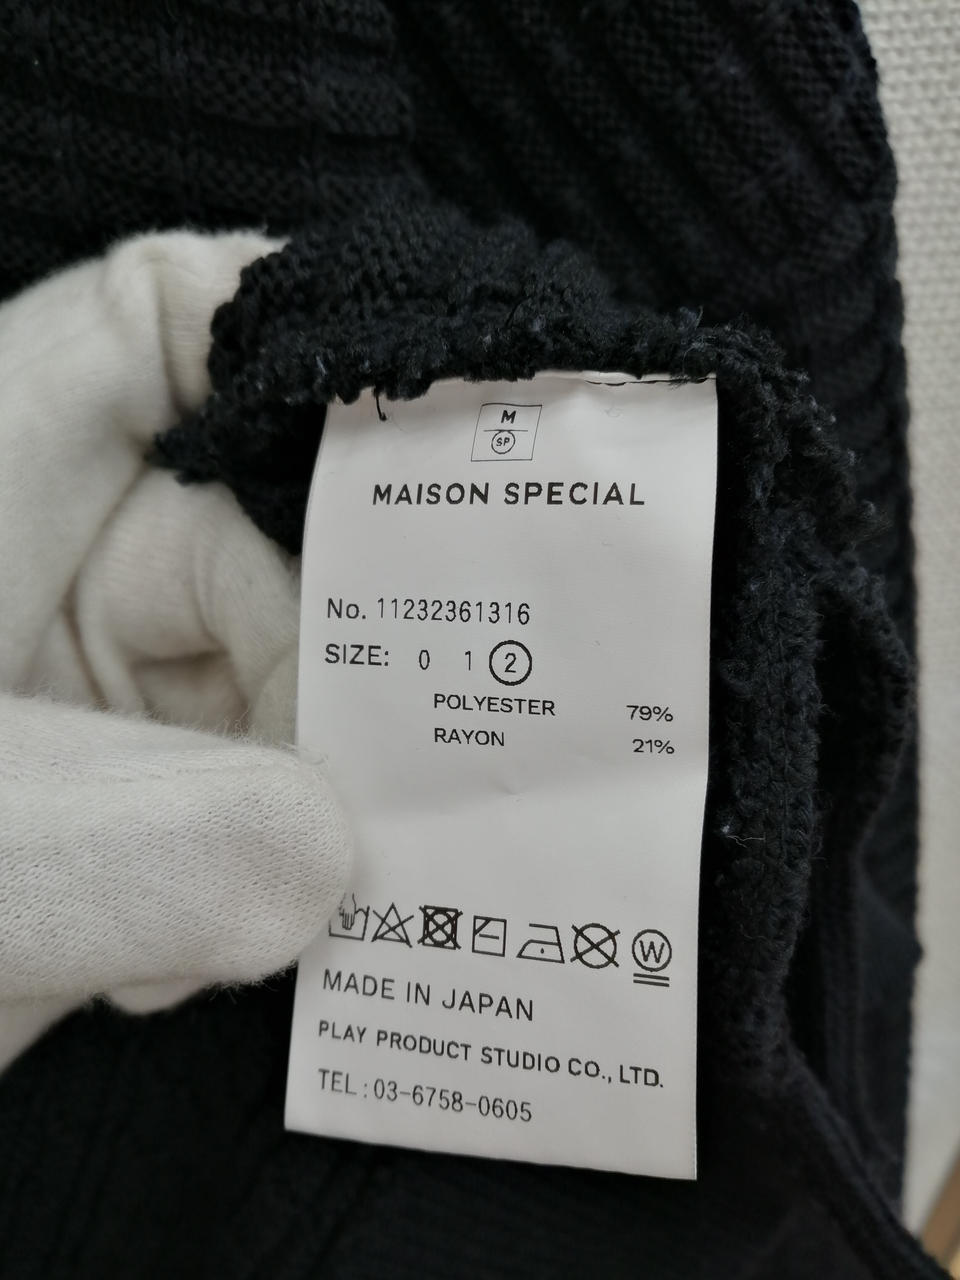 M
SP
MAISON SPECIAL
No. 11232361316
SIZE: 0 1 2
POLYESTER 79%
RAYON 21%
W
MADE IN JAPAN
PLAY PRODUCT STUDIO CO., LTD.
TEL : 03-6758-0605